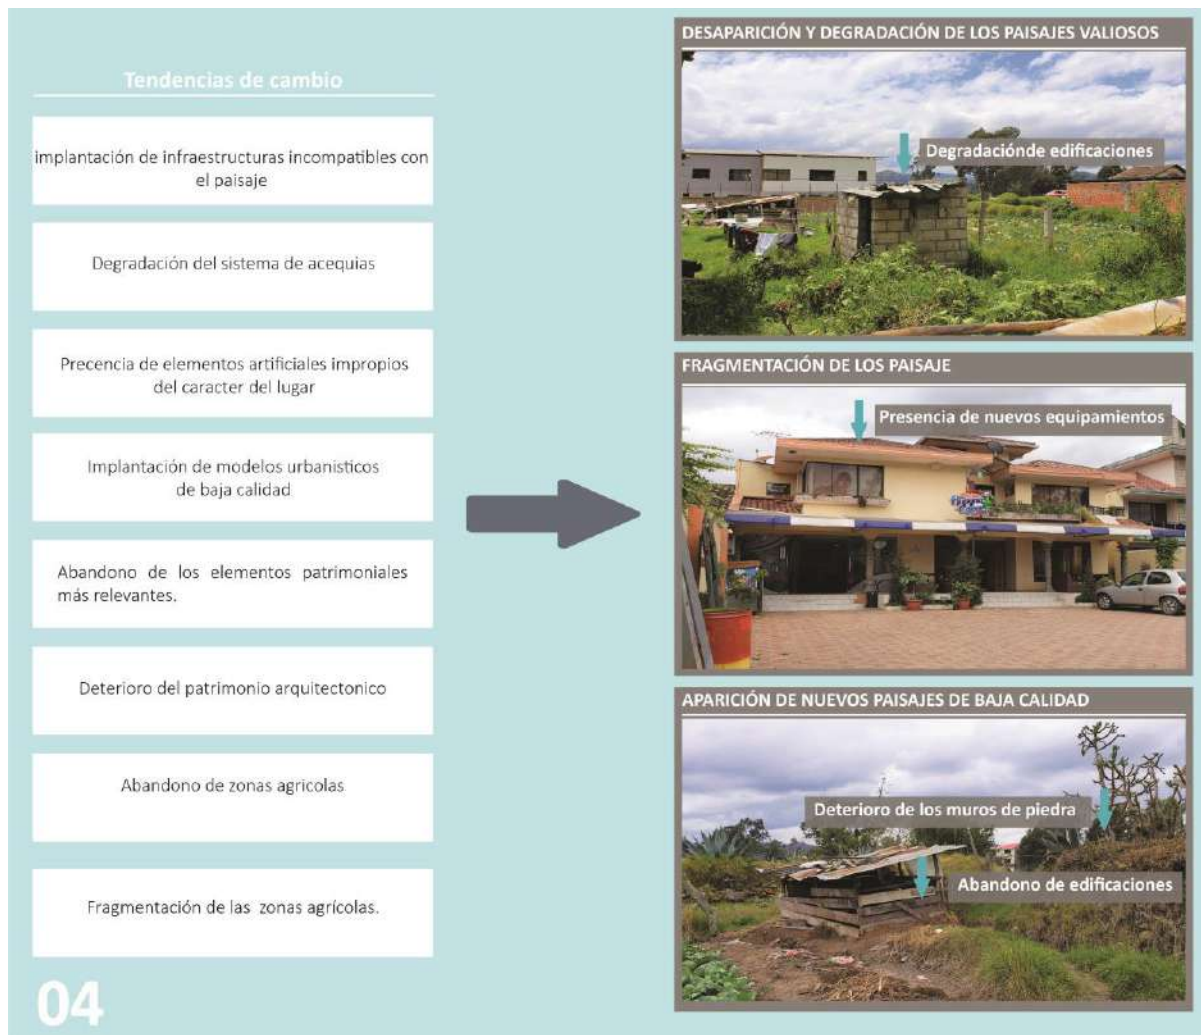 Tendencias de cambio
implantación de infraestructuras incompatibles con
el paisaje
Degradación del sistema de acequias
Precencia de elementos artificiales impropios
del caracter del lugar
Implantación de modelos urbanisticos
de baja calidad
Abandono de los elementos patrimoniales
más relevantes.
Deterioro del patrimonio arquitectonico
Abandono de zonas agricolas
Fragmentación de las zonas agrícolas.
04
DESAPARICIÓN Y DEGRADACIÓN DE LOS PAISAJES VALIOSOS
Degradaciónde edificaciones
FRAGMENTACIÓN DE LOS PAISAJE
Presencia de nuevos equipamientos
APARICIÓN DE NUEVOS PAISAJES DE BAJA CALIDAD
Deterioro de los muros de piedra
Abandono de edificaciones